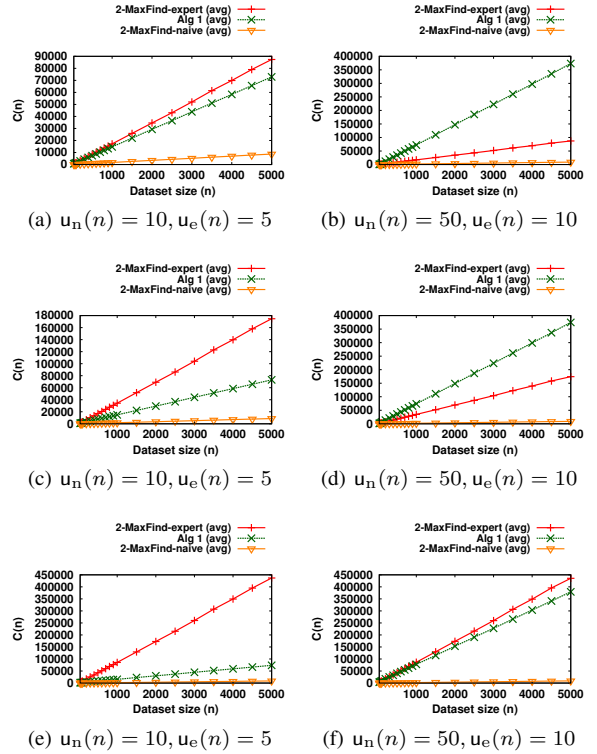 2-MaxFind-expert (avg)
Alg 1 (avg)
2-MaxFind-naive (avg)
90000
80000
70000
60000
50000
40000
30000
20000
10000
0
C(n)
1000 2000 3000 4000 5000
Dataset size (n)
(a) uₙ(n) = 10, uₑ(n) = 5
2-MaxFind-expert (avg)
Alg 1 (avg)
2-MaxFind-naive (avg)
400000
350000
300000
250000
200000
150000
100000
50000
C(n)
1000 2000 3000 4000 5000
Dataset size (n)
(b) uₙ(n) = 50, uₑ(n) = 10
2-MaxFind-expert (avg)
Alg 1 (avg)
2-MaxFind-naive (avg)
180000
160000
140000
120000
100000
80000
60000
40000
20000
0
C(n)
1000 2000 3000 4000 5000
Dataset size (n)
(c) uₙ(n) = 10, uₑ(n) = 5
2-MaxFind-expert (avg)
Alg 1 (avg)
2-MaxFind-naive (avg)
400000
350000
300000
250000
200000
150000
100000
50000
C(n)
1000 2000 3000 4000 5000
Dataset size (n)
(d) uₙ(n) = 50, uₑ(n) = 10
2-MaxFind-expert (avg)
Alg 1 (avg)
2-MaxFind-naive (avg)
450000
400000
350000
300000
250000
200000
150000
100000
50000
0
C(n)
1000 2000 3000 4000 5000
Dataset size (n)
(e) uₙ(n) = 10, uₑ(n) = 5
2-MaxFind-expert (avg)
Alg 1 (avg)
2-MaxFind-naive (avg)
450000
400000
350000
300000
250000
200000
150000
100000
50000
0
C(n)
1000 2000 3000 4000 5000
Dataset size (n)
(f) uₙ(n) = 50, uₑ(n) = 10